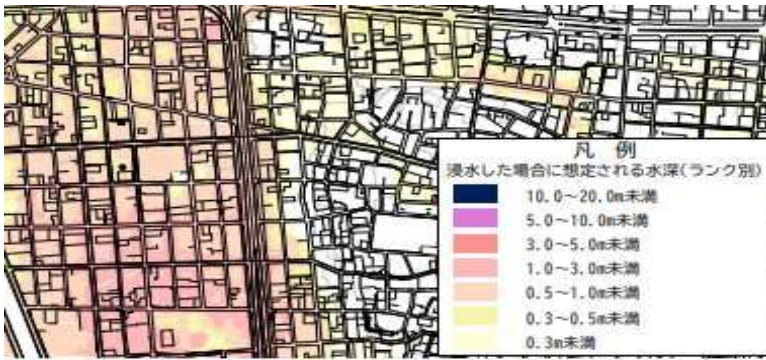 凡 例
浸水した場合に想定される水深(ランク別)
10.0～20.0m未満
5.0～10.0m未満
3.0～5.0m未満
1.0～3.0m未満
0.5～1.0m未満
0.3～0.5m未満
0.3m未満